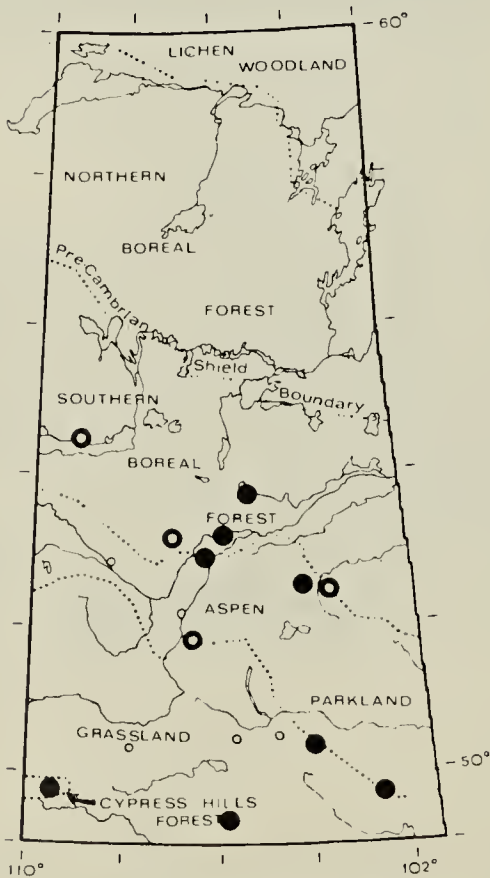 60°
LICHEN
WOODLAND
NORTHERN
BOREAL
PreCambrian
FOREST
Shield
Boundary
SOUTHERN
BOREAL
FOREST
ASPEN
PARKLAND
GRASSLAND
50°
CYPRESS HILLS
FOREST
110°
102°